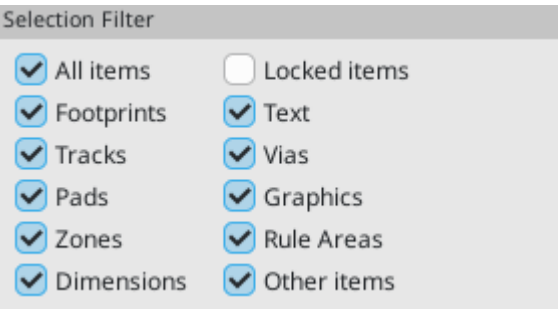 Selection Filter
All items Locked items
Footprints Text
Tracks Vias
Pads Graphics
Zones Rule Areas
Dimensions Other items